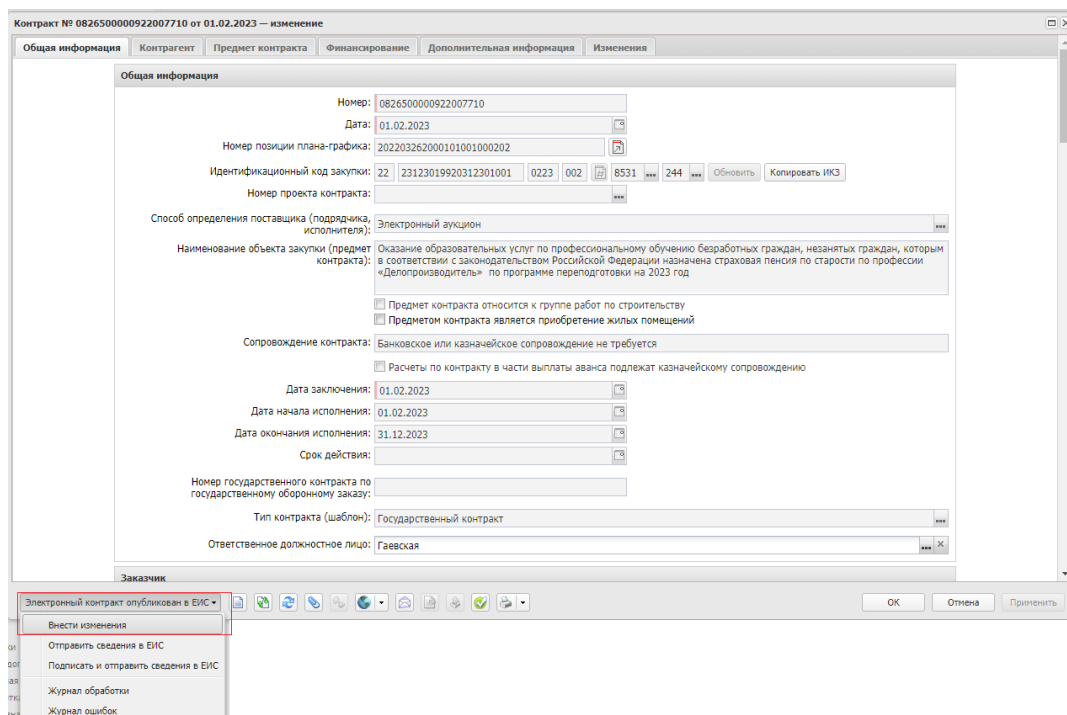 Контракт № 0826500000922007710 от 01.02.2023 — изменение
Общая информация Контрагент Предмет контракта Финансирование Дополнительная информация Изменения
Общая информация
Номер: 0826500000922007710
Дата: 01.02.2023
Номер позиции плана-графика: 202203262000101001000202
Идентификационный код закупки: 22 23123019920312301001 0223 002 8531 ... 244 ... Обновить Копировать ИКЗ
Номер проекта контракта: ...
Способ определения поставщика (подрядчика,
исполнителя): Электронный аукцион ...
Наименование объекта закупки (предмет
контракта): Оказание образовательных услуг по профессиональному обучению безработных граждан, незанятых граждан, которым
в соответствии с законодательством Российской Федерации назначена страховая пенсия по старости по профессии
«Делопроизводитель» по программе переподготовки на 2023 год
Предмет контракта относится к группе работ по строительству
Предметом контракта является приобретение жилых помещений
Сопровождение контракта: Банковское или казначейское сопровождение не требуется
Расчеты по контракту в части выплаты аванса подлежат казначейскому сопровождению
Дата заключения: 01.02.2023
Дата начала исполнения: 01.02.2023
Дата окончания исполнения: 31.12.2023
Срок действия:
Номер государственного контракта по
государственному оборонному заказу:
Тип контракта (шаблон): Государственный контракт ...
Ответственное должностное лицо: Гаевская ...
Заказчик
Электронный контракт опубликован в ЕИС ОК Отмена Применить
Внести изменения
Отправить сведения в ЕИС
Подписать и отправить сведения в ЕИС
Журнал обработки
Журнал ошибок